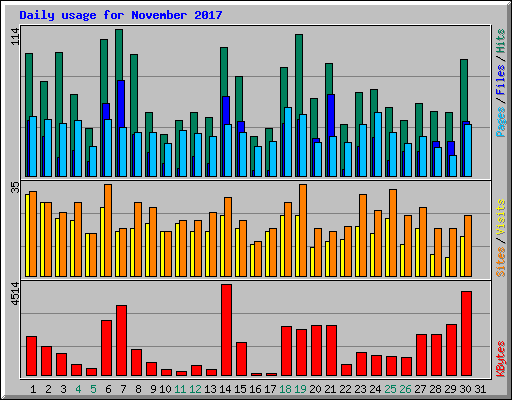 Daily usage for November 2017
114
Pages / Files / Hits
35
Sites / Visits
4514
KBytes
1 2 3 4 5 6 7 8 9 10 11 12 13 14 15 16 17 18 19 20 21 22 23 24 25 26 27 28 29 30 31